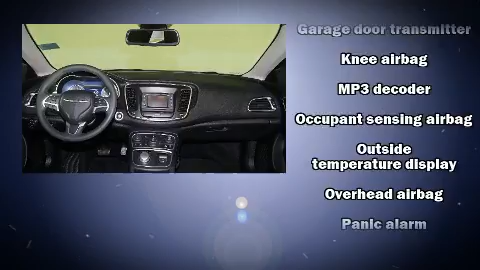 Garage door transmitter
Knee airbag
MP3 decoder
Occupant sensing airbag
Outside
temperature display
Overhead airbag
Panic alarm